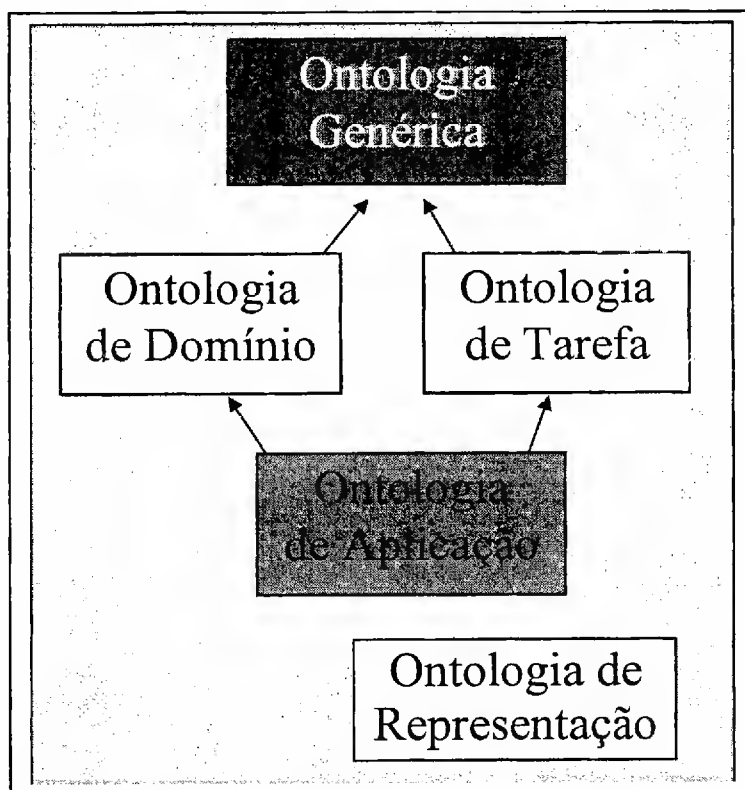 Ontologia
Genérica
Ontologia
de Domínio
Ontologia
de Tarefa
Ontologia
de Aplicação
Ontologia de
Representação